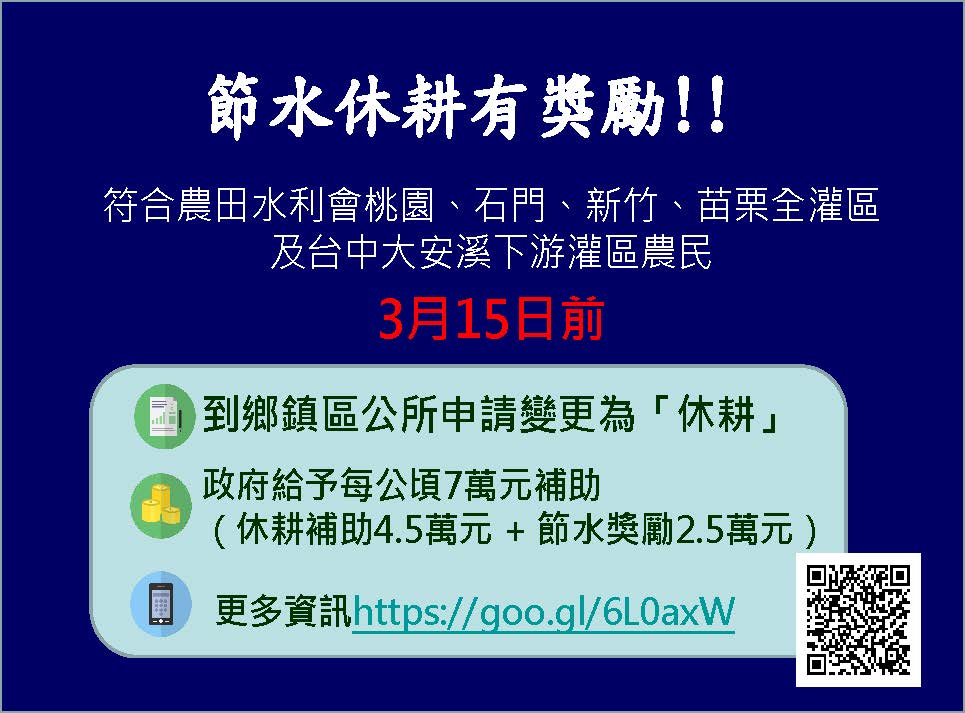 節水休耕有獎勵!!
符合農田水利會桃園、石門、新竹、苗栗全灌區
及台中大安溪下游灌區農民
3月15日前
到鄉鎮區公所申請變更為「休耕」
政府給予每公頃7萬元補助
（休耕補助4.5萬元 + 節水獎勵2.5萬元）
更多資訊https://goo.gl/6L0axW